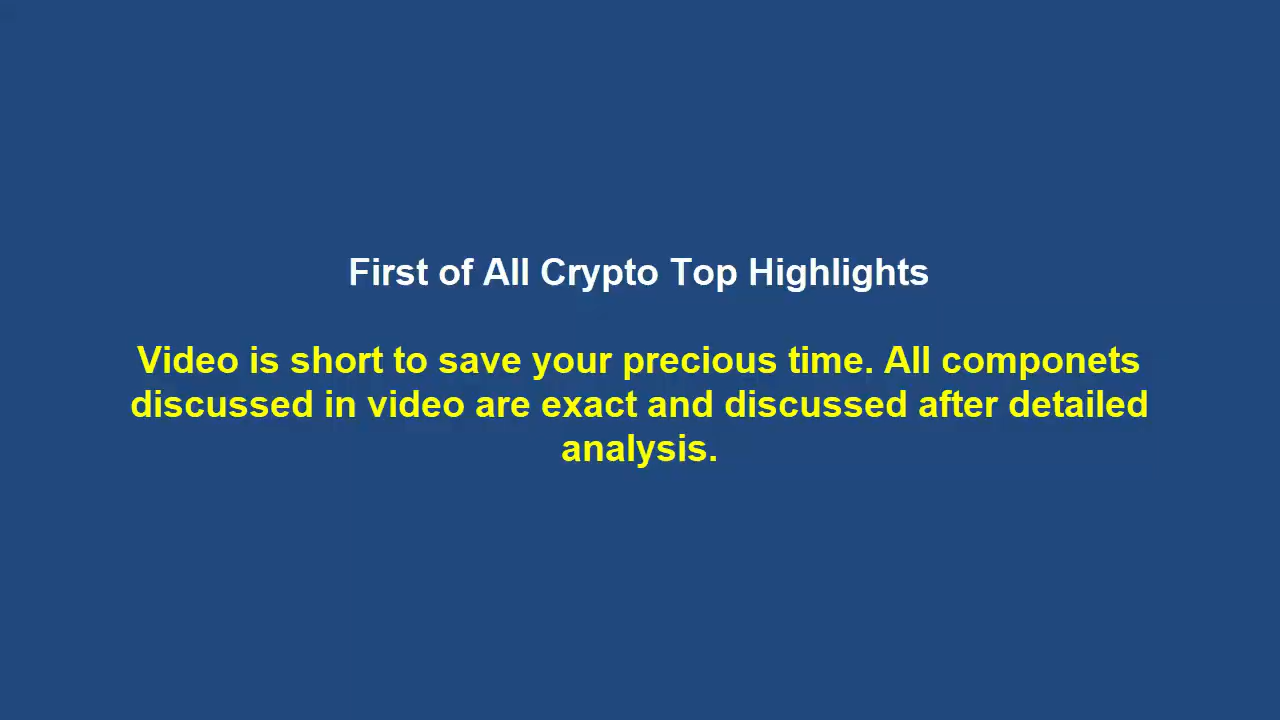 First of All Crypto Top Highlights
Video is short to save your precious time. All componets
discussed in video are exact and discussed after detailed
analysis.